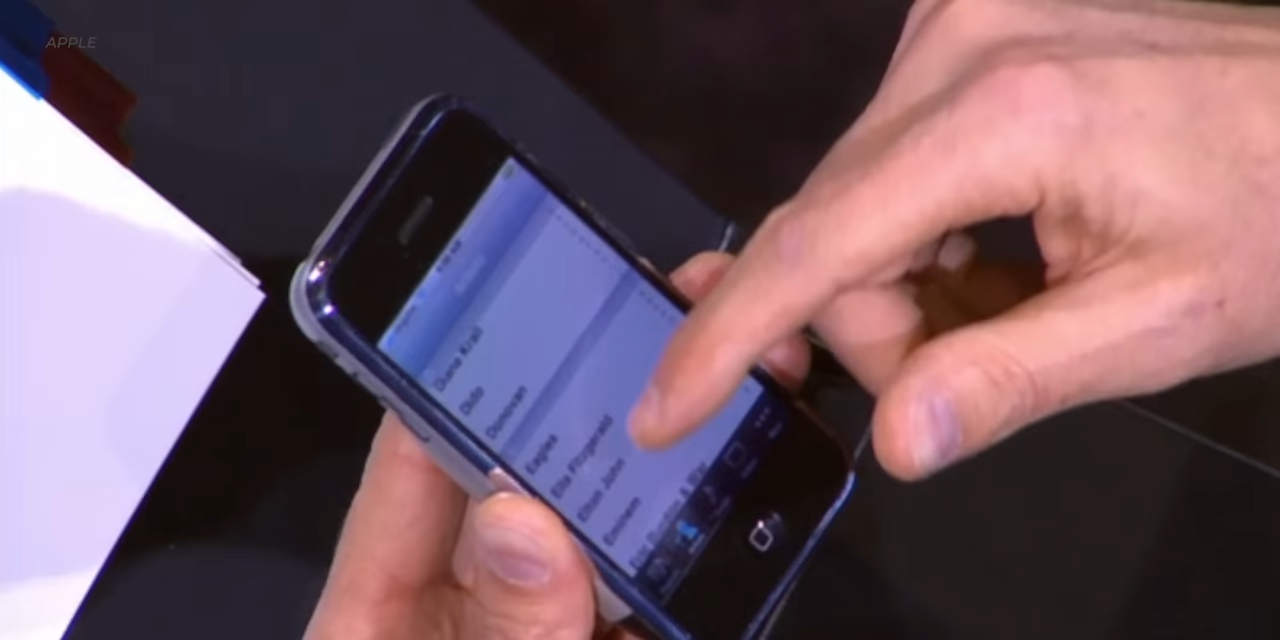 APPLE
Diana Krall
Dido
Donovan
Eagles
Ella Fitzgerald
Elton John
Eminem